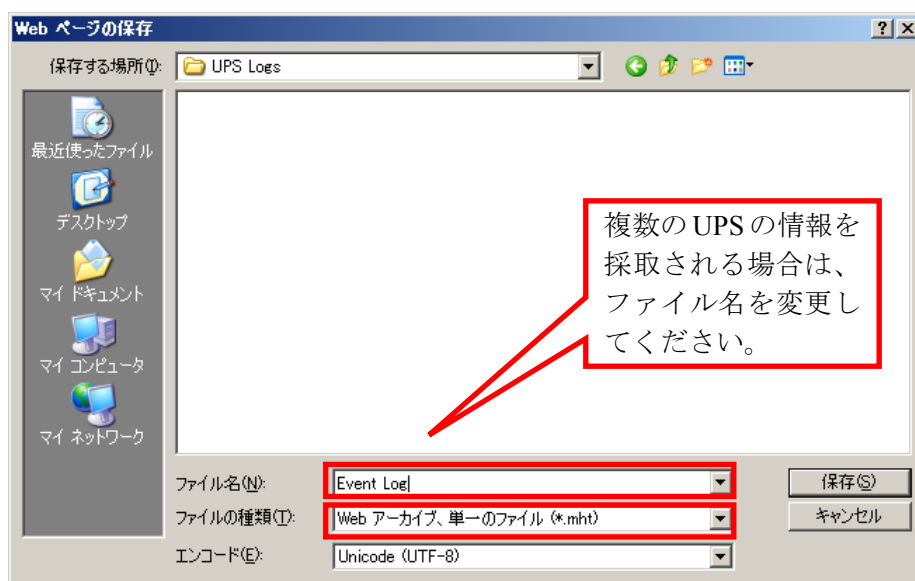 Web ページの保存
保存する場所(I):
UPS Logs
最近使ったファイル
デスクトップ
マイ ドキュメント
マイ コンピュータ
マイ ネットワーク
複数の UPS の情報を
採取される場合は、
ファイル名を変更し
てください。
ファイル名(N):
Event Log
保存(S)
ファイルの種類(T):
Web アーカイブ、単一のファイル (*.mht)
キャンセル
エンコード(E):
Unicode (UTF-8)